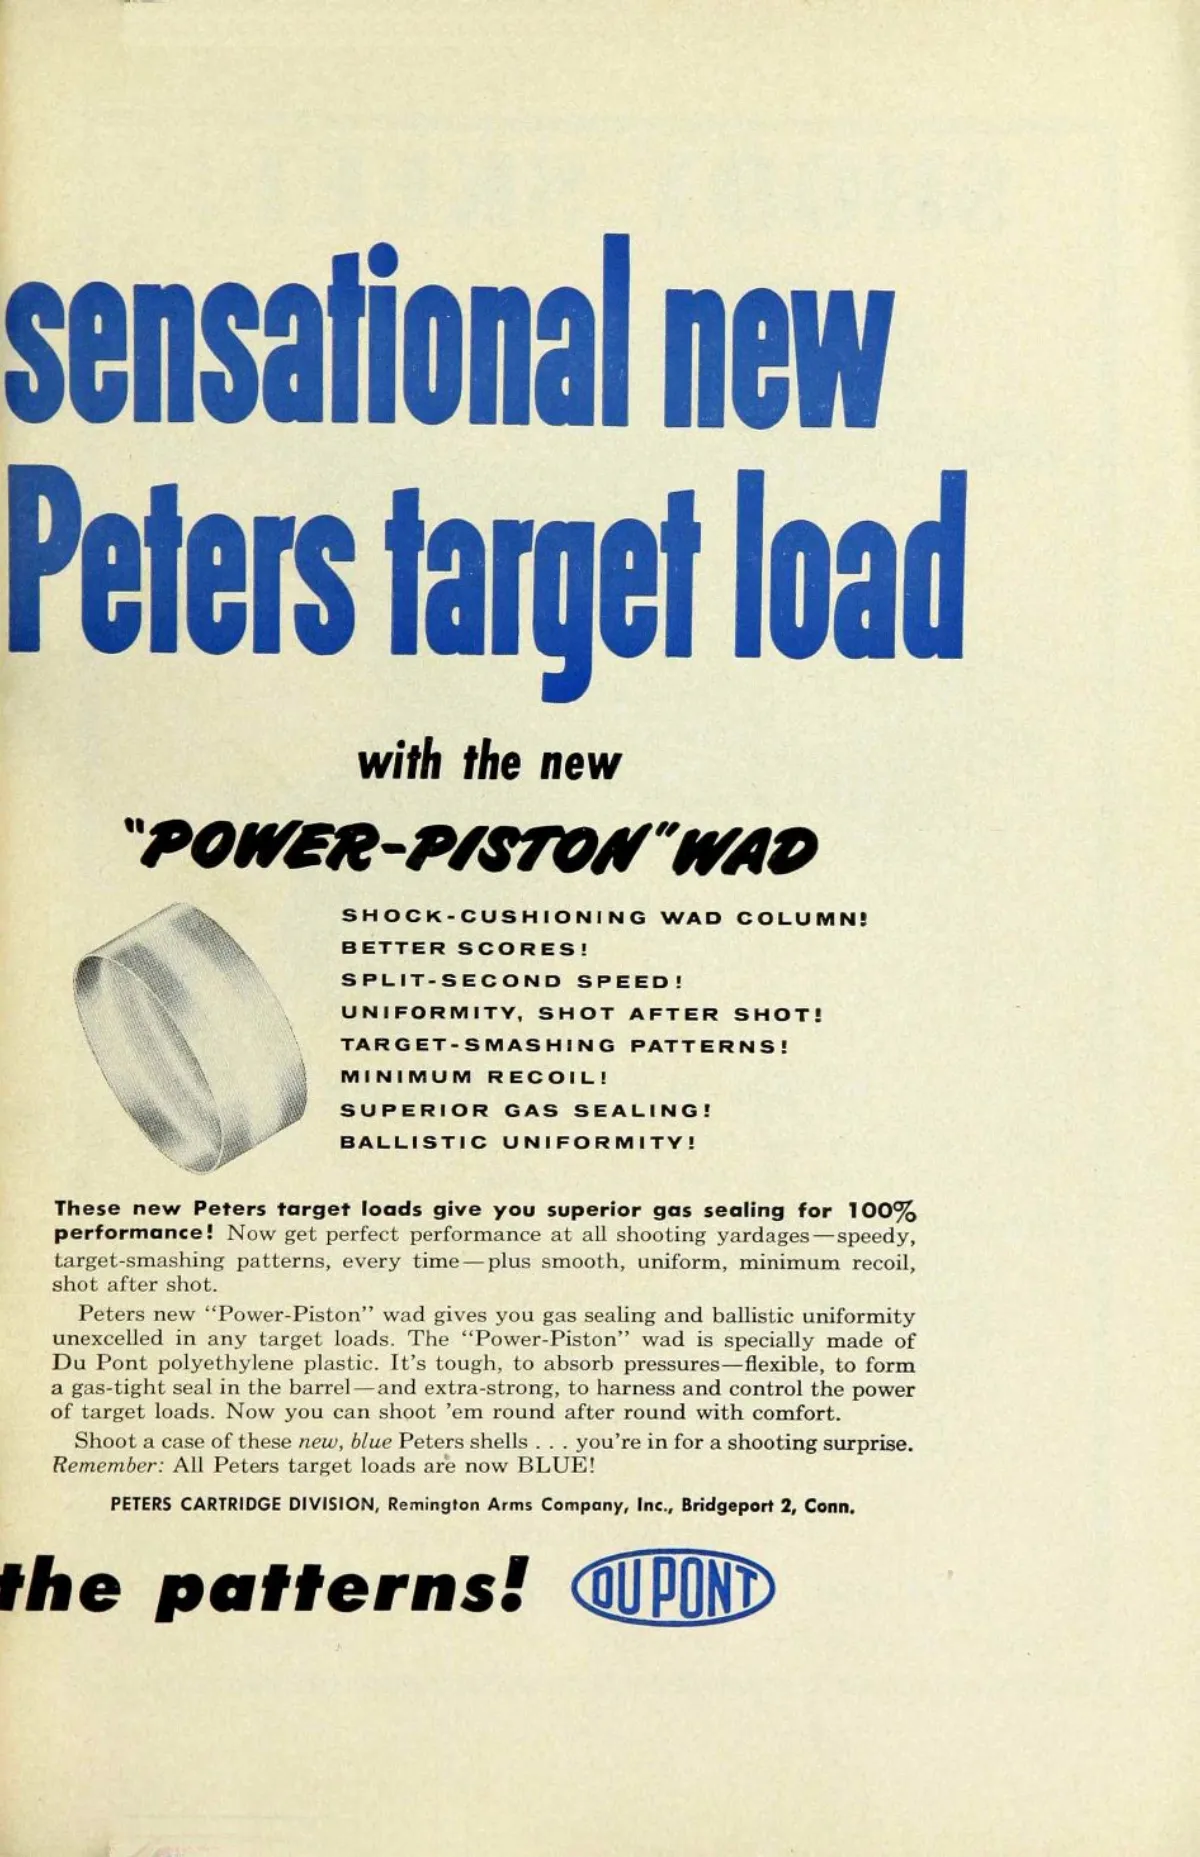 sensational new
Peters target load
with the new
"POWER-PISTON" WAD
SHOCK-CUSHIONING WAD COLUMN!
BETTER SCORES!
SPLIT-SECOND SPEED!
UNIFORMITY, SHOT AFTER SHOT!
TARGET-SMASHING PATTERNS!
MINIMUM RECOIL!
SUPERIOR GAS SEALING!
BALLISTIC UNIFORMITY!
These new Peters target loads give you superior gas sealing for 100%
performance! Now get perfect performance at all shooting yardages—speedy,
target-smashing patterns, every time—plus smooth, uniform, minimum recoil,
shot after shot.
Peters new "Power-Piston" wad gives you gas sealing and ballistic uniformity
unexcelled in any target loads. The "Power-Piston" wad is specially made of
Du Pont polyethylene plastic. It's tough, to absorb pressures—flexible, to form
a gas-tight seal in the barrel—and extra-strong, to harness and control the power
of target loads. Now you can shoot 'em round after round with comfort.
Shoot a case of these new, blue Peters shells . . . you're in for a shooting surprise.
Remember: All Peters target loads are now BLUE!
PETERS CARTRIDGE DIVISION, Remington Arms Company, Inc., Bridgeport 2, Conn.
the patterns! DU PONT